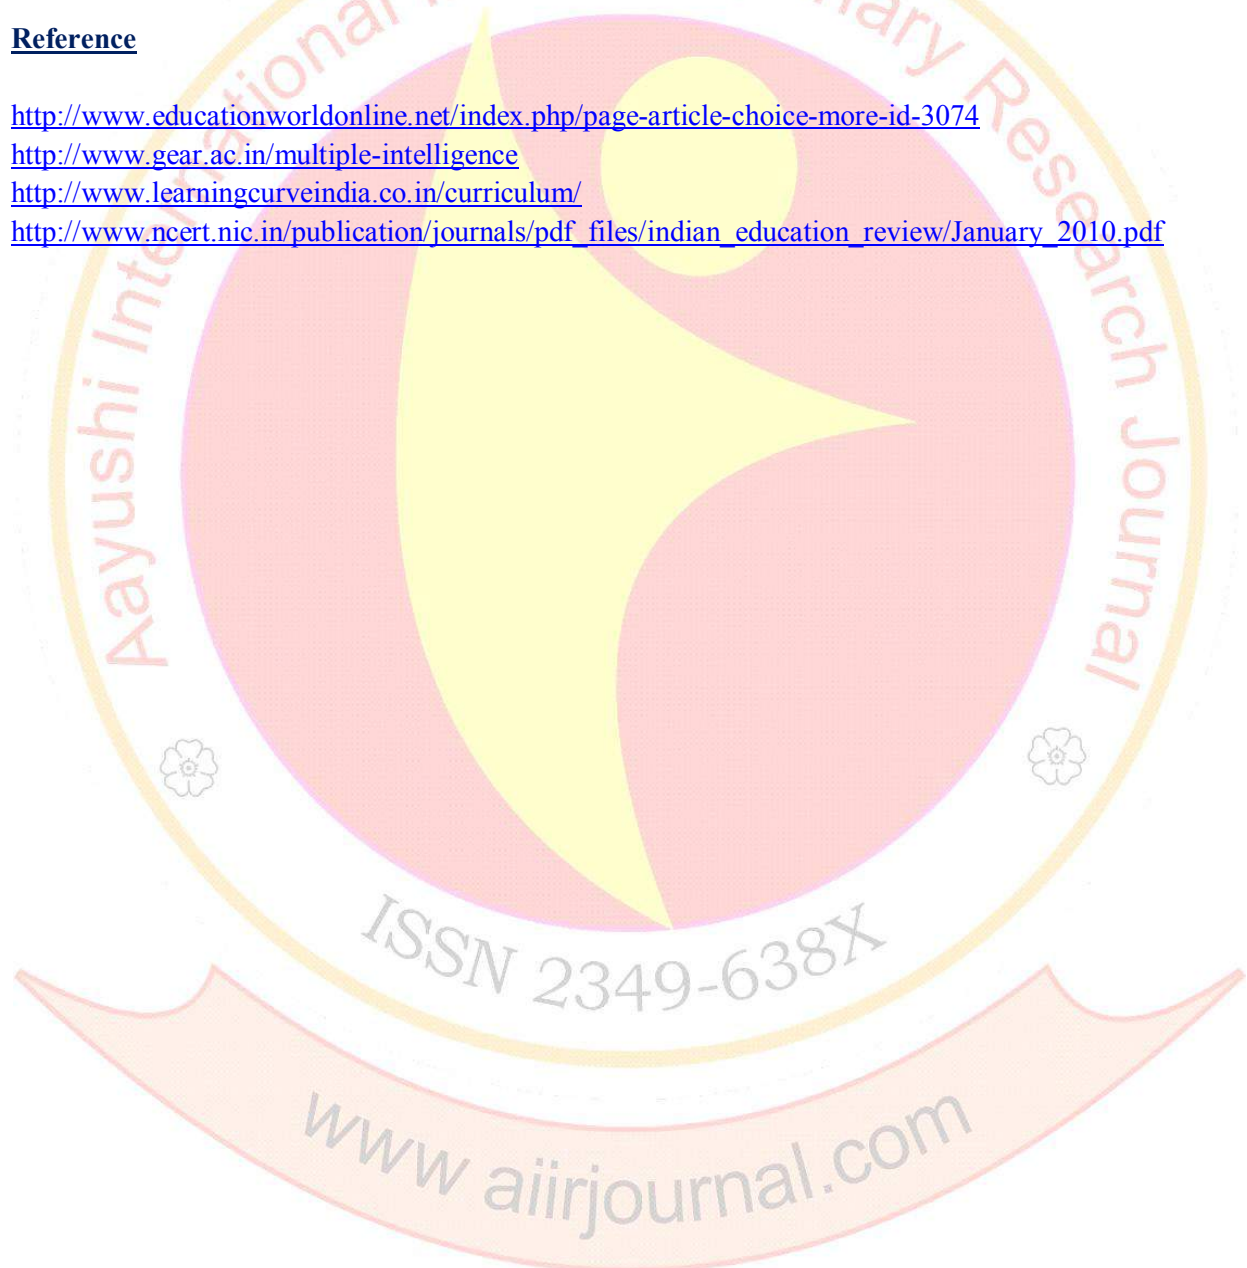 Reference
http://www.educationworldonline.net/index.php/page-article-choice-more-id-3074
http://www.gear.ac.in/multiple-intelligence
http://www.learningcurveindia.co.in/curriculum/
http://www.ncert.nic.in/publication/journals/pdf_files/indian_education_review/January_2010.pdf
Aayushi International
Research Journal
ISSN 2349-638X
www aiirjournal.com